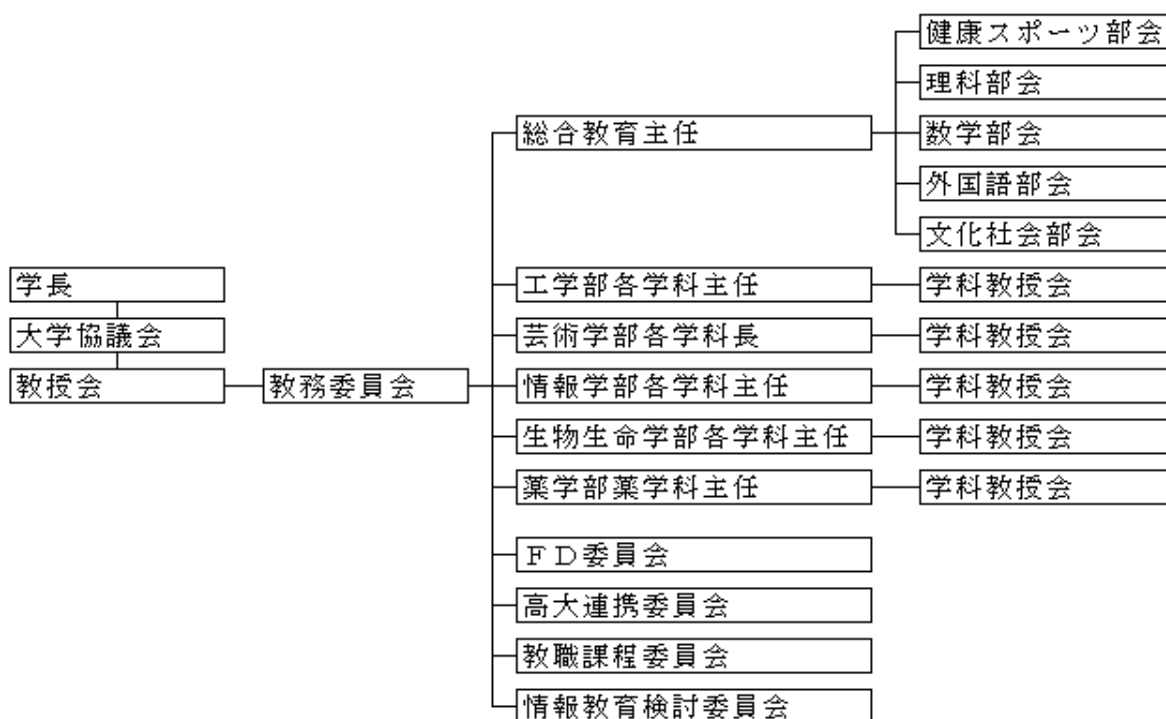 健康スポーツ部会
理科部会
総合教育主任
数学部会
外国語部会
文化社会部会
学長
工学部各学科主任
学科教授会
大学協議会
芸術学部各学科長
学科教授会
教授会
教務委員会
情報学部各学科主任
学科教授会
生物生命学部各学科主任
学科教授会
薬学部薬学科主任
学科教授会
ＦＤ委員会
高大連携委員会
教職課程委員会
情報教育検討委員会